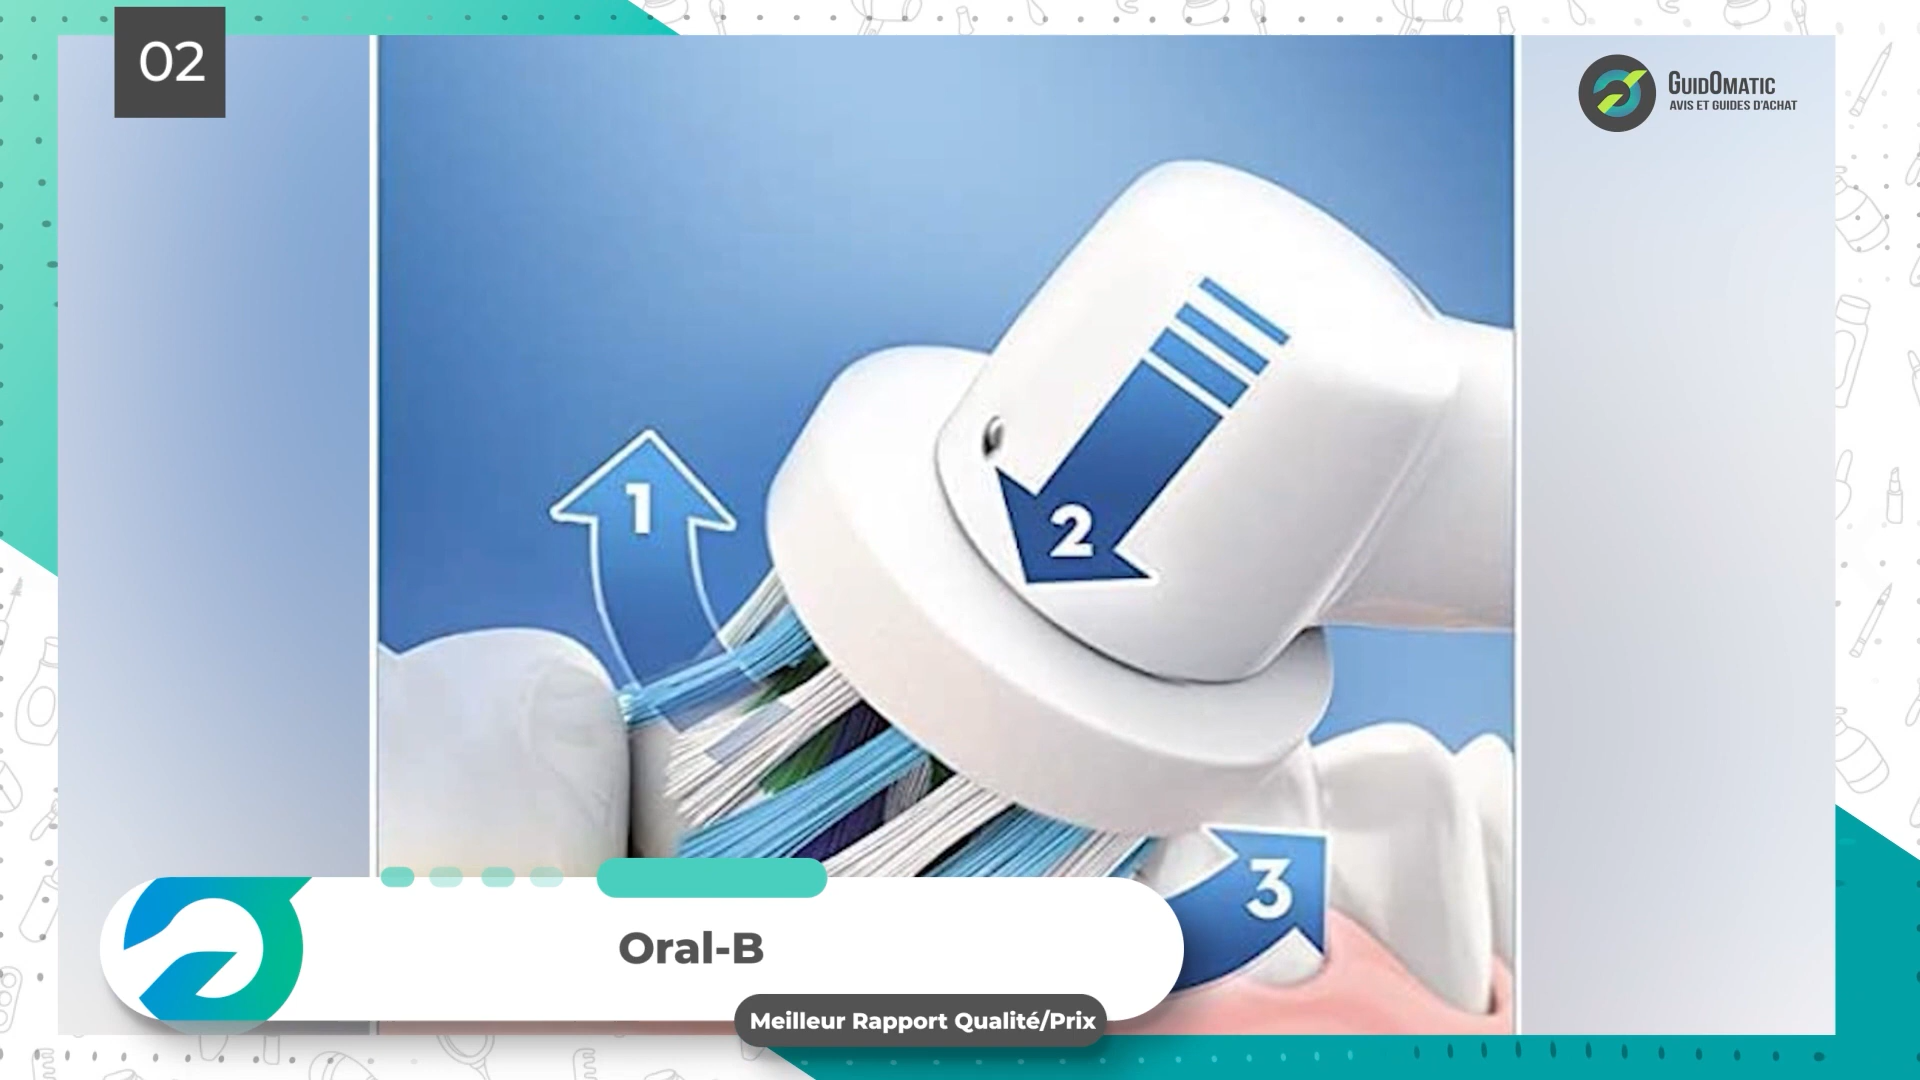 02
GUIDOMATIC
AVIS ET GUIDES D'ACHAT
1
2
3
Oral-B
Meilleur Rapport Qualité/Prix